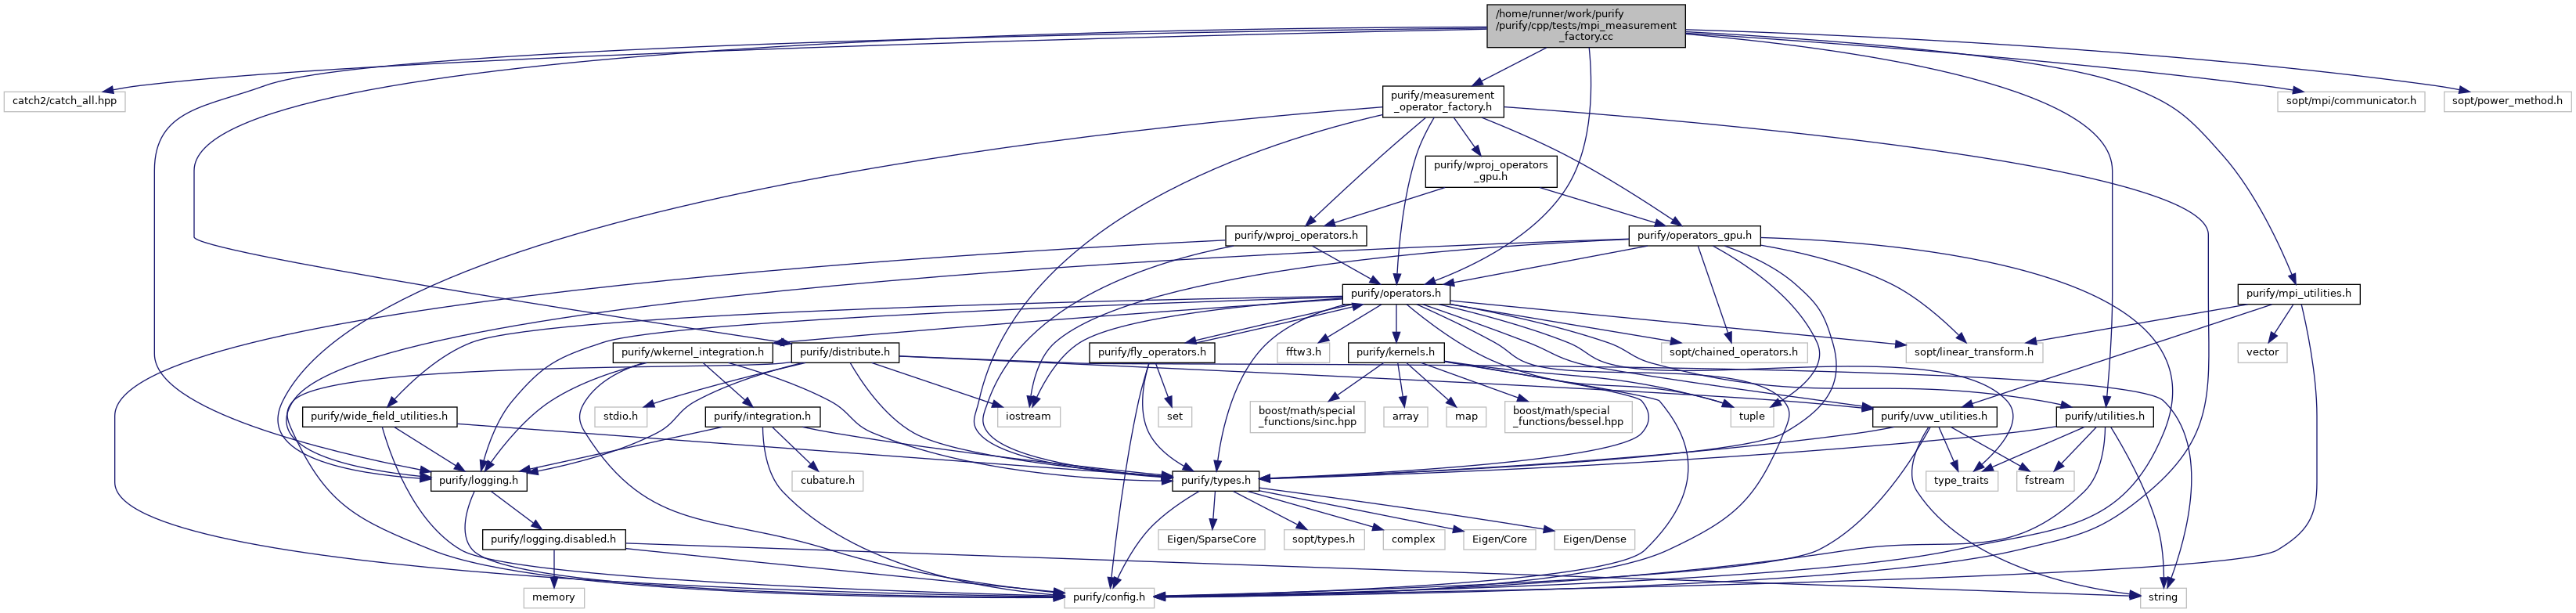 /home/runner/work/purify
/purify/cpp/tests/mpi_measurement
_factory.cc
catch2/catch_all.hpp
purify/measurement
_operator_factory.h
sopt/mpi/communicator.h
sopt/power_method.h
purify/wproj_operators
_gpu.h
purify/wproj_operators.h
purify/operators_gpu.h
purify/operators.h
purify/mpi_utilities.h
purify/wkernel_integration.h
purify/distribute.h
purify/fly_operators.h
fftw3.h
purify/kernels.h
sopt/chained_operators.h
sopt/linear_transform.h
vector
purify/wide_field_utilities.h
stdio.h
purify/integration.h
iostream
set
boost/math/special
_functions/sinc.hpp
array
map
boost/math/special
_functions/bessel.hpp
tuple
purify/uvw_utilities.h
purify/utilities.h
purify/logging.h
cubature.h
purify/types.h
type_traits
fstream
purify/logging.disabled.h
Eigen/SparseCore
sopt/types.h
complex
Eigen/Core
Eigen/Dense
memory
purify/config.h
string